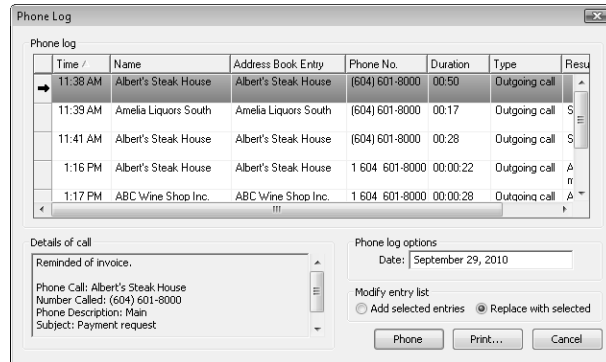 Phone Log
Phone log
Time Name Address Book Entry Phone No. Duration Type Resu
11:38 AM Albert's Steak House Albert's Steak House (604) 601-8000 00:50 Outgoing call
11:39 AM Amelia Liquors South Amelia Liquors South (604) 601-8000 00:17 Outgoing call S
11:41 AM Albert's Steak House Albert's Steak House (604) 601-8000 00:28 Outgoing call S
1:16 PM Albert's Steak House Albert's Steak House 1 604 601-8000 00:00:22 Outgoing call A
m
1:17 PM ABC Wine Shop Inc. ABC Wine Shop Inc. 1 604 601-8000 00:00:28 Outgoing call A
Details of call
Reminded of invoice.
Phone Call: Albert's Steak House
Number Called: (604) 601-8000
Phone Description: Main
Subject: Payment request
Phone log options
Date: September 29, 2010
Modify entry list
Add selected entries Replace with selected
Phone Print... Cancel